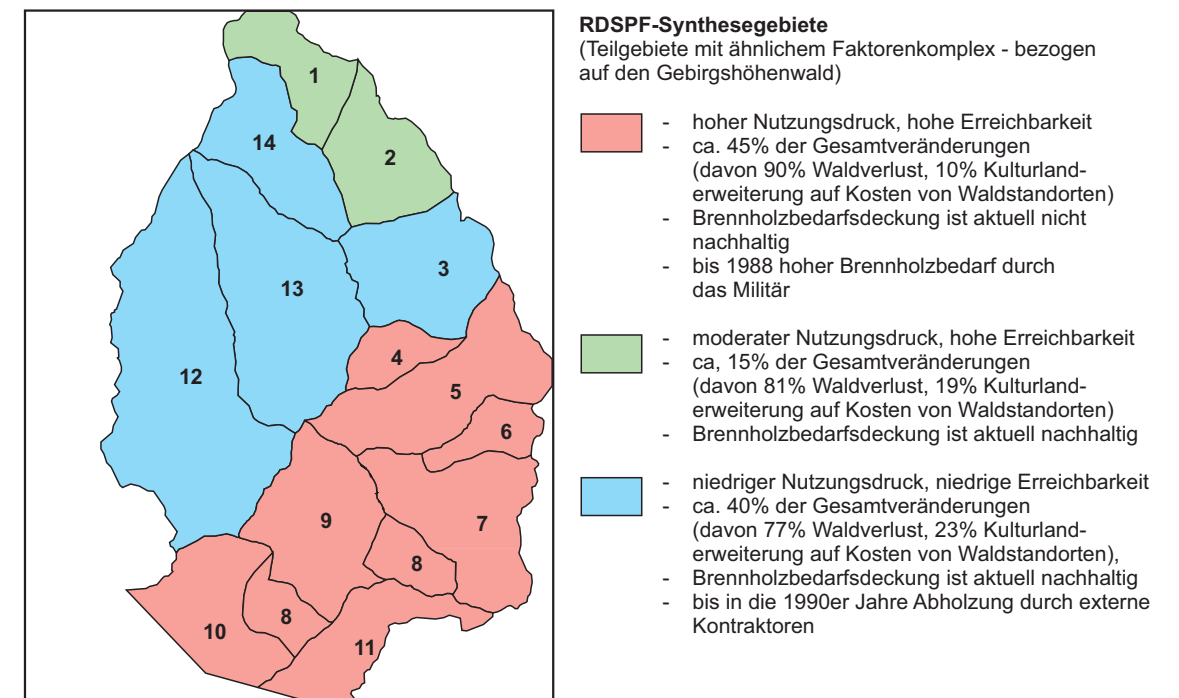 RDSPF-Synthesegebiete
(Teilgebiete mit ähnlichem Faktorenkomplex - bezogen
auf den Gebirgshöhenwald)
- hoher Nutzungsdruck, hohe Erreichbarkeit
- ca. 45% der Gesamtveränderungen
(davon 90% Waldverlust, 10% Kulturland-
erweiterung auf Kosten von Waldstandorten)
- Brennholzbedarfsdeckung ist aktuell nicht
nachhaltig
- bis 1988 hoher Brennholzbedarf durch
das Militär
- moderater Nutzungsdruck, hohe Erreichbarkeit
- ca, 15% der Gesamtveränderungen
(davon 81% Waldverlust, 19% Kulturland-
erweiterung auf Kosten von Waldstandorten)
- Brennholzbedarfsdeckung ist aktuell nachhaltig
- niedriger Nutzungsdruck, niedrige Erreichbarkeit
- ca. 40% der Gesamtveränderungen
(davon 77% Waldverlust, 23% Kulturland-
erweiterung auf Kosten von Waldstandorten),
- Brennholzbedarfsdeckung ist aktuell nachhaltig
- bis in die 1990er Jahre Abholzung durch externe
Kontraktoren
1
14
2
3
13
4
12
5
6
9
7
8
8
10
11